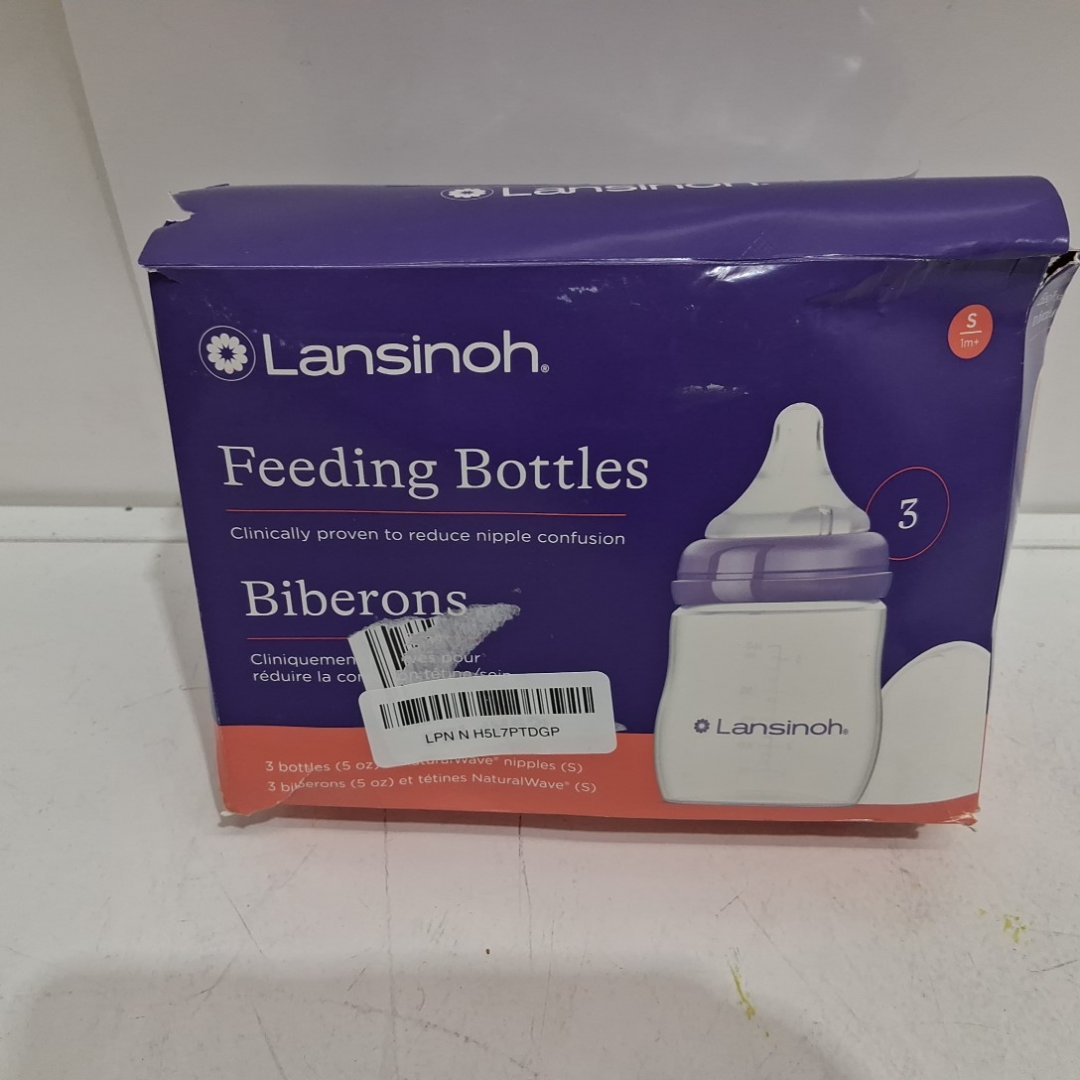 Lansinoh
Lansinoh®
S
1m+
Feeding Bottles
Clinically proven to reduce nipple confusion
3
Biberons
pour
réduire la
LPN N H5L7PTDGP
Lansinoh®
3 bottles (5 oz) nipples (S)
3 biberons (5 oz) et tétines NaturalWave® (S)